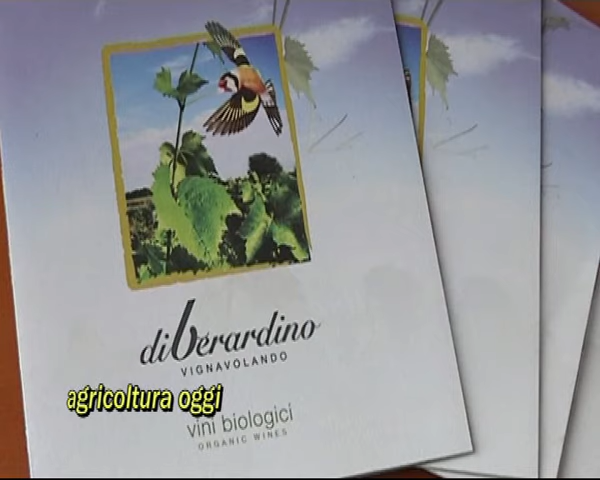 diBerardino
VIGNAVOLANDO
agricoltura oggi
vini biologici
ORGANIC WINES